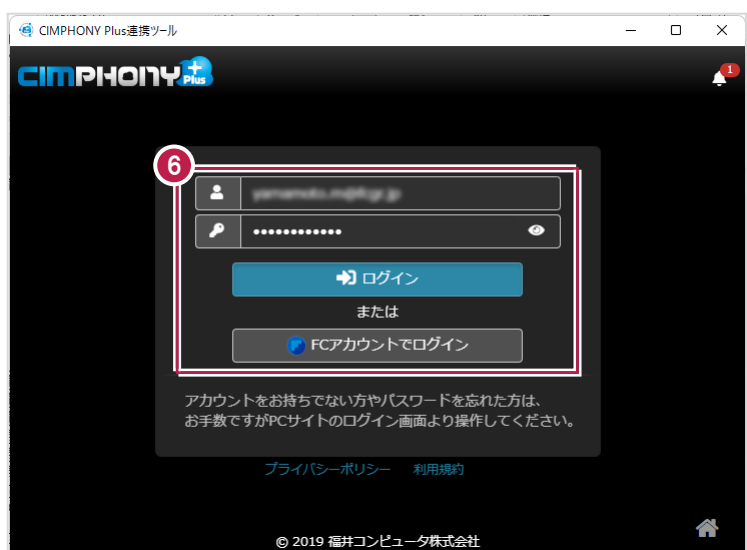 CIMPHONY Plus連携ツール
CIMPHONY Plus
1
6
••••••••••••
ログイン
または
FCアカウントでログイン
アカウントをお持ちでない方やパスワードを忘れた方は、
お手数ですがPCサイトのログイン画面より操作してください。
プライバシーポリシー 利用規約
© 2019 福井コンピュータ株式会社